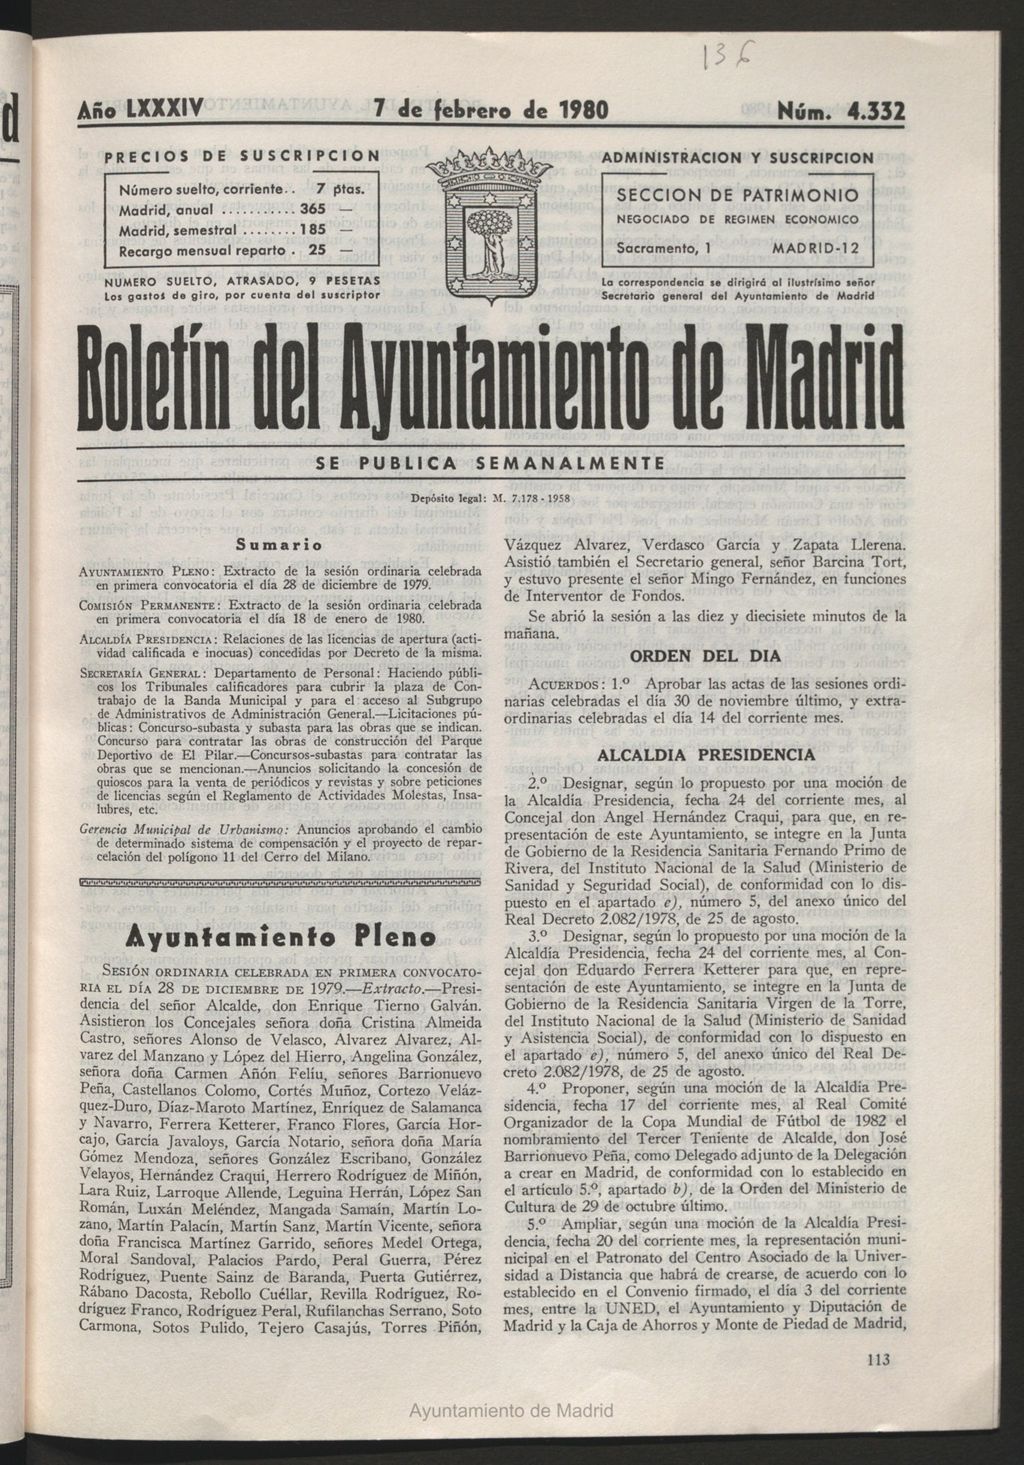 136
Año LXXXIV 7 de febrero de 1980 Núm. 4.332
PRECIOS DE SUSCRIPCION
Número suelto, corriente.. 7 ptas.
Madrid, anual ........... 365 —
Madrid, semestral ......... 185 —
Recargo mensual reparto . 25 —
NUMERO SUELTO, ATRASADO, 9 PESETAS
Los gastos de giro, por cuenta del suscriptor
ADMINISTRACION Y SUSCRIPCION
SECCION DE PATRIMONIO
NEGOCIADO DE REGIMEN ECONOMICO
Sacramento, 1 MADRID-12
La correspondencia se dirigirá al ilustrísimo señor
Secretario general del Ayuntamiento de Madrid
Boletín del Ayuntamiento de Madrid
SE PUBLICA SEMANALMENTE
Depósito legal: M. 7.178 - 1958
Sumario
AYUNTAMIENTO PLENO: Extracto de la sesión ordinaria celebrada
en primera convocatoria el día 28 de diciembre de 1979.
COMISIÓN PERMANENTE: Extracto de la sesión ordinaria celebrada
en primera convocatoria el día 18 de enero de 1980.
ALCALDÍA PRESIDENCIA: Relaciones de las licencias de apertura (acti-
vidad calificada e inocuas) concedidas por Decreto de la misma.
SECRETARÍA GENERAL: Departamento de Personal: Haciendo públi-
cos los Tribunales calificadores para cubrir la plaza de Con-
trabajo de la Banda Municipal y para el acceso al Subgrupo
de Administrativos de Administración General.—Licitaciones pú-
blicas: Concurso-subasta y subasta para las obras que se indican.
Concurso para contratar las obras de construcción del Parque
Deportivo de El Pilar.—Concursos-subastas para contratar las
obras que se mencionan.—Anuncios solicitando la concesión de
quioscos para la venta de periódicos y revistas y sobre peticiones
de licencias según el Reglamento de Actividades Molestas, Insa-
lubres, etc.
Gerencia Municipal de Urbanismo: Anuncios aprobando el cambio
de determinado sistema de compensación y el proyecto de repar-
celación del polígono 11 del Cerro del Milano.
Ayuntamiento Pleno
SESIÓN ORDINARIA CELEBRADA EN PRIMERA CONVOCATO-
RIA EL DÍA 28 DE DICIEMBRE DE 1979.—Extracto.—Presi-
dencia del señor Alcalde, don Enrique Tierno Galván.
Asistieron los Concejales señora doña Cristina Almeida
Castro, señores Alonso de Velasco, Alvarez Alvarez, Al-
varez del Manzano y López del Hierro, Angelina González,
señora doña Carmen Añón Felíu, señores Barrionuevo
Peña, Castellanos Colomo, Cortés Muñoz, Cortezo Veláz-
quez-Duro, Díaz-Maroto Martínez, Enríquez de Salamanca
y Navarro, Ferrera Ketterer, Franco Flores, García Hor-
cajo, García Javaloys, García Notario, señora doña María
Gómez Mendoza, señores González Escribano, González
Velayos, Hernández Craqui, Herrero Rodríguez de Miñón,
Lara Ruiz, Larroque Allende, Leguina Herrán, López San
Román, Luxán Meléndez, Mangada Samaín, Martín Lo-
zano, Martín Palacín, Martín Sanz, Martín Vicente, señora
doña Francisca Martínez Garrido, señores Medel Ortega,
Moral Sandoval, Palacios Pardo, Peral Guerra, Pérez
Rodríguez, Puente Sainz de Baranda, Puerta Gutiérrez,
Rábano Dacosta, Rebollo Cuéllar, Revilla Rodríguez, Ro-
dríguez Franco, Rodríguez Peral, Rufilanchas Serrano, Soto
Carmona, Sotos Pulido, Tejero Casajús, Torres Piñón,
Vázquez Alvarez, Verdasco García y Zapata Llerena.
Asistió también el Secretario general, señor Barcina Tort,
y estuvo presente el señor Mingo Fernández, en funciones
de Interventor de Fondos.
Se abrió la sesión a las diez y diecisiete minutos de la
mañana.
ORDEN DEL DIA
ACUERDOS: 1.º Aprobar las actas de las sesiones ordi-
narias celebradas el día 30 de noviembre último, y extra-
ordinarias celebradas el día 14 del corriente mes.
ALCALDIA PRESIDENCIA
2.º Designar, según lo propuesto por una moción de
la Alcaldía Presidencia, fecha 24 del corriente mes, al
Concejal don Angel Hernández Craqui, para que, en re-
presentación de este Ayuntamiento, se integre en la Junta
de Gobierno de la Residencia Sanitaria Fernando Primo de
Rivera, del Instituto Nacional de la Salud (Ministerio de
Sanidad y Seguridad Social), de conformidad con lo dis-
puesto en el apartado e), número 5, del anexo único del
Real Decreto 2.082/1978, de 25 de agosto.
3.º Designar, según lo propuesto por una moción de la
Alcaldía Presidencia, fecha 24 del corriente mes, al Con-
cejal don Eduardo Ferrera Ketterer para que, en repre-
sentación de este Ayuntamiento, se integre en la Junta de
Gobierno de la Residencia Sanitaria Virgen de la Torre,
del Instituto Nacional de la Salud (Ministerio de Sanidad
y Asistencia Social), de conformidad con lo dispuesto en
el apartado e), número 5, del anexo único del Real De-
creto 2.082/1978, de 25 de agosto.
4.º Proponer, según una moción de la Alcaldía Pre-
sidencia, fecha 17 del corriente mes, al Real Comité
Organizador de la Copa Mundial de Fútbol de 1982 el
nombramiento del Tercer Teniente de Alcalde, don José
Barrionuevo Peña, como Delegado adjunto de la Delegación
a crear en Madrid, de conformidad con lo establecido en
el artículo 5.º, apartado b), de la Orden del Ministerio de
Cultura de 29 de octubre último.
5.º Ampliar, según una moción de la Alcaldía Presi-
dencia, fecha 20 del corriente mes, la representación muni-
nicipal en el Patronato del Centro Asociado de la Univer-
sidad a Distancia que habrá de crearse, de acuerdo con lo
establecido en el Convenio firmado, el día 3 del corriente
mes, entre la UNED, el Ayuntamiento y Diputación de
Madrid y la Caja de Ahorros y Monte de Piedad de Madrid,
113
Ayuntamiento de Madrid